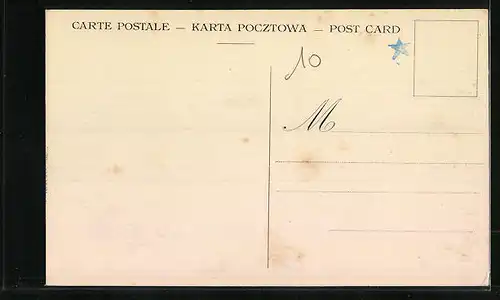 CARTE POSTALE — KARTA POCZTOWA — POST CARD
10
M